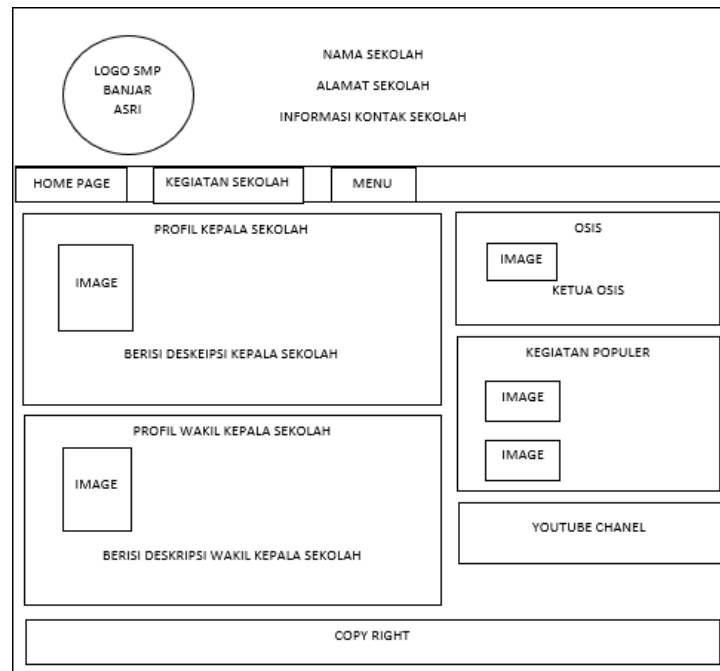 LOGO SMP
BANJAR
ASRI
NAMA SEKOLAH
ALAMAT SEKOLAH
INFORMASI KONTAK SEKOLAH
HOME PAGE
KEGIATAN SEKOLAH
MENU
PROFIL KEPALA SEKOLAH
IMAGE
BERISI DESKEIPSI KEPALA SEKOLAH
PROFIL WAKIL KEPALA SEKOLAH
IMAGE
BERISI DESKRIPSI WAKIL KEPALA SEKOLAH
OSIS
IMAGE
KETUA OSIS
KEGIATAN POPULER
IMAGE
IMAGE
YOUTUBE CHANEL
COPY RIGHT